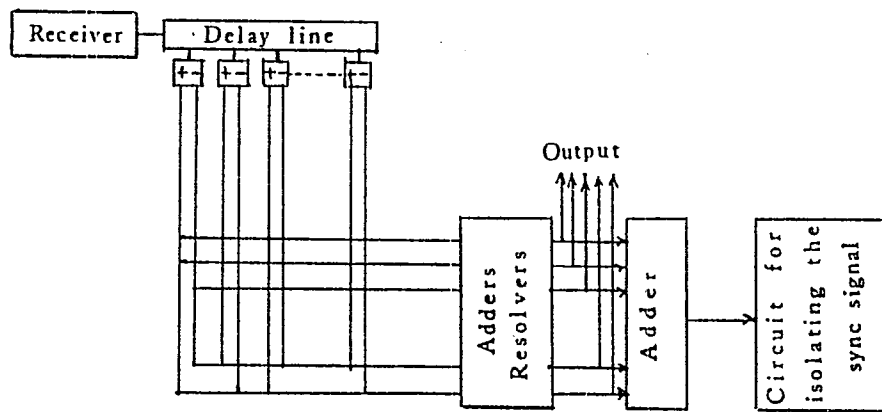 Receiver
Delay line
+-
+-
+-
+-
Output
Adders
Resolvers
Adder
Circuit for
isolating the
sync signal